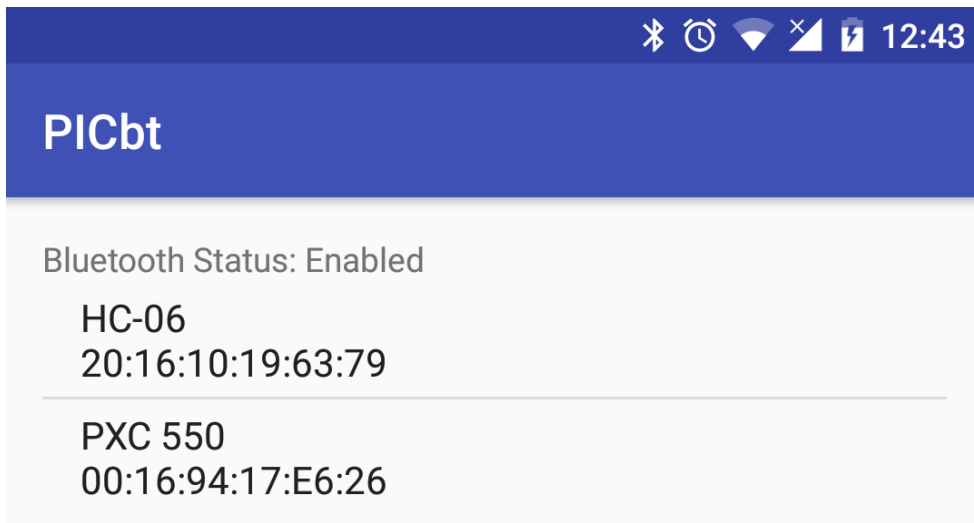 12:43
PICbt
Bluetooth Status: Enabled
HC-06
20:16:10:19:63:79
PXC 550
00:16:94:17:E6:26